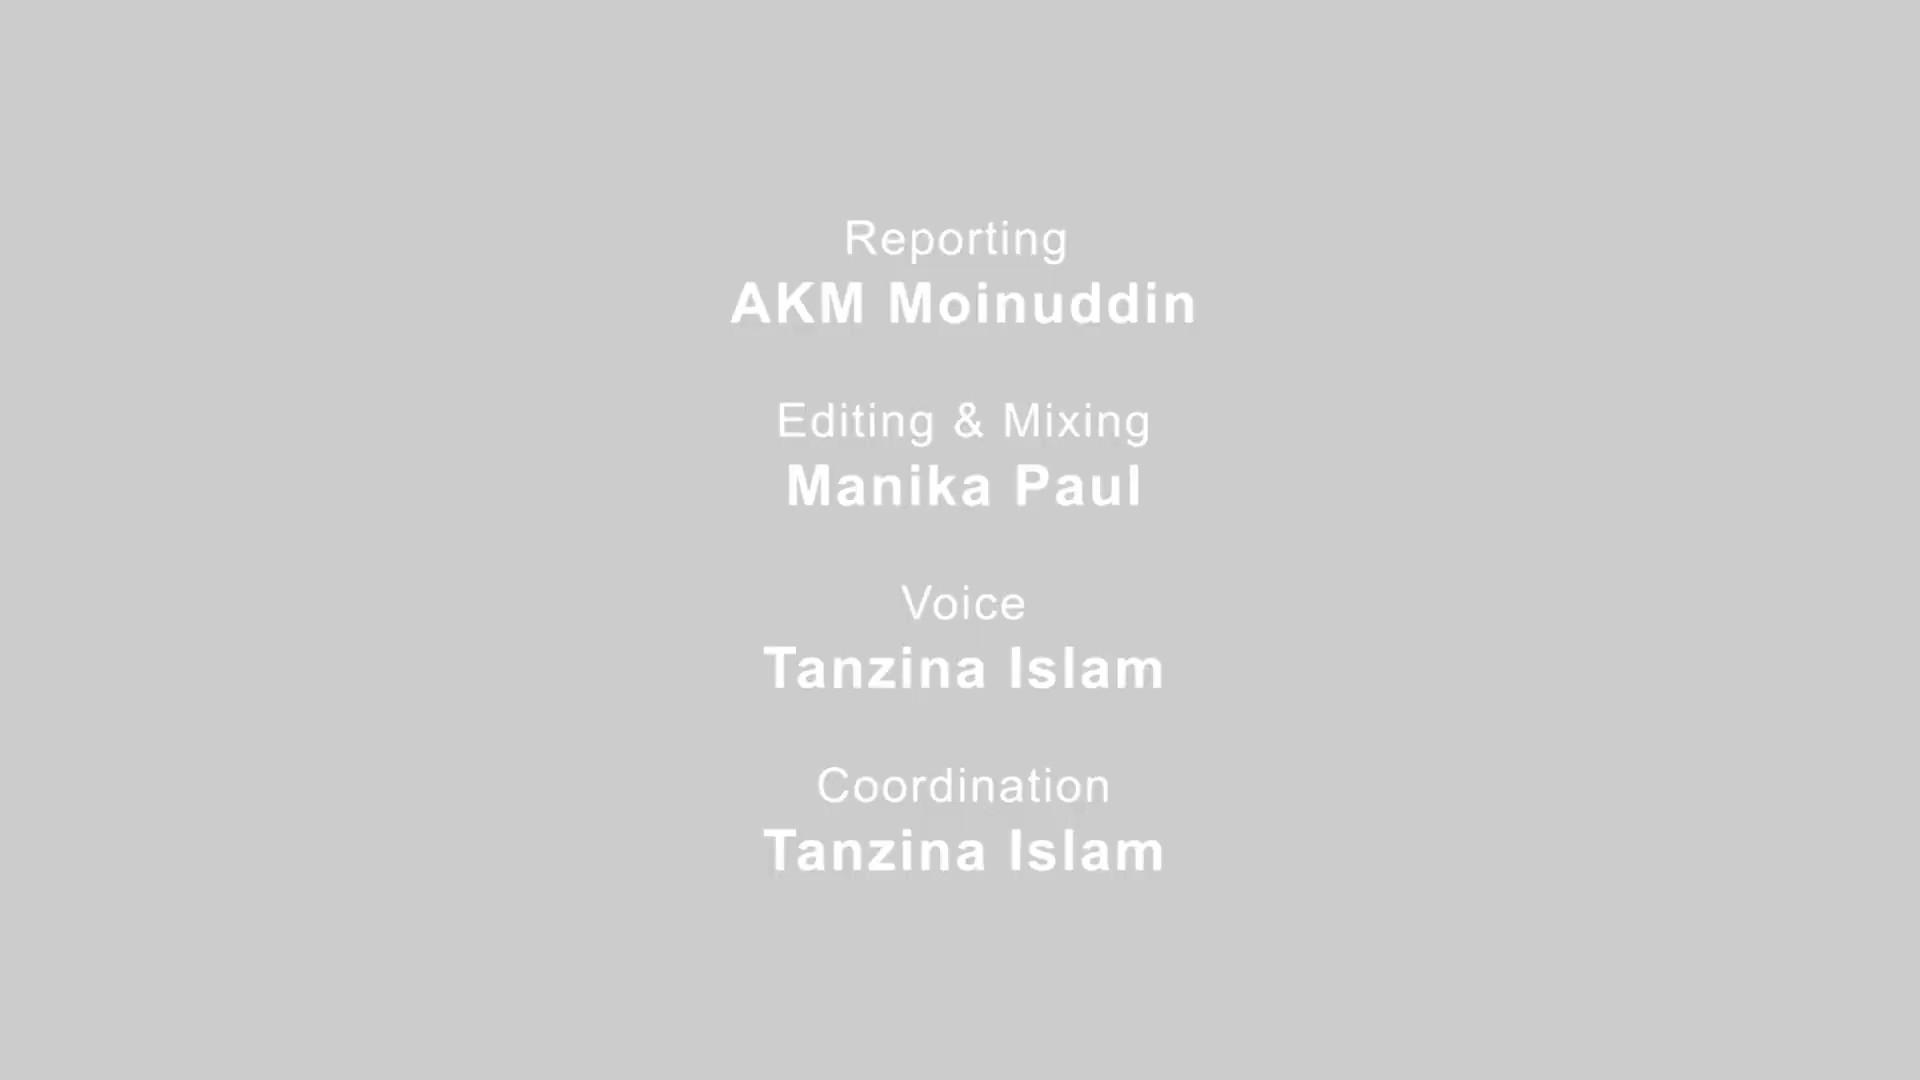 Reporting
AKM Moinuddin
Editing & Mixing
Manika Paul
Voice
Tanzina Islam
Coordination
Tanzina Islam